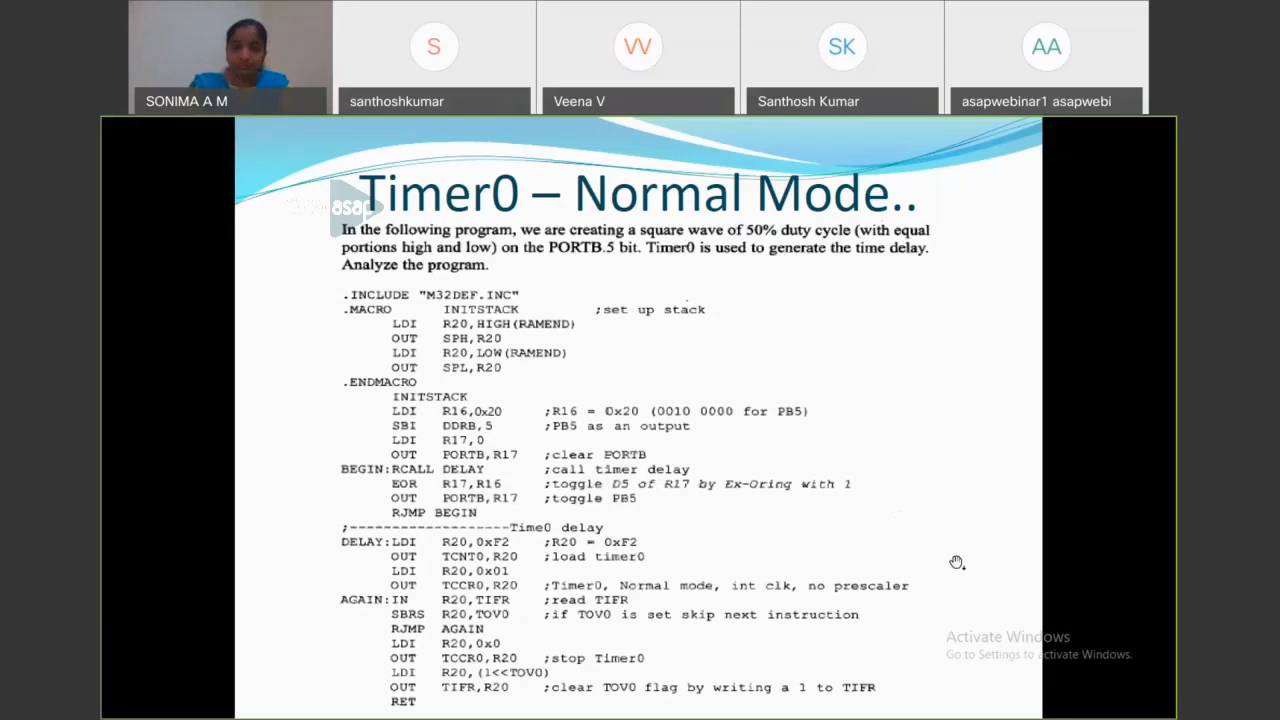 S
VV
SK
AA
SONIMA A M
santhoshkumar
Veena V
Santhosh Kumar
asapwebinar1 asapwebi
Timer0 – Normal Mode..
asap
In the following program, we are creating a square wave of 50% duty cycle (with equal
portions high and low) on the PORTB.5 bit. Timer0 is used to generate the time delay.
Analyze the program.
.INCLUDE "M32DEF.INC"
.MACRO INITSTACK ;set up stack
LDI R20,HIGH(RAMEND)
OUT SPH,R20
LDI R20,LOW(RAMEND)
OUT SPL,R20
.ENDMACRO
INITSTACK
LDI R16,0x20 ;R16 = 0x20 (0010 0000 for PB5)
SBI DDRB,5 ;PB5 as an output
LDI R17,0
OUT PORTB,R17 ;clear PORTB
BEGIN:RCALL DELAY ;call timer delay
EOR R17,R16 ;toggle D5 of R17 by Ex-Oring with 1
OUT PORTB,R17 ;toggle PB5
RJMP BEGIN
;-------------------Time0 delay
DELAY:LDI R20,0xF2 ;R20 = 0xF2
OUT TCNT0,R20 ;load timer0
LDI R20,0x01
OUT TCCR0,R20 ;Timer0, Normal mode, int clk, no prescaler
AGAIN:IN R20,TIFR ;read TIFR
SBRS R20,TOV0 ;if TOV0 is set skip next instruction
RJMP AGAIN
LDI R20,0x0
OUT TCCR0,R20 ;stop Timer0
LDI R20,(1<<TOV0)
OUT TIFR,R20 ;clear TOV0 flag by writing a 1 to TIFR
RET
Activate Windows
Go to Settings to activate Windows.